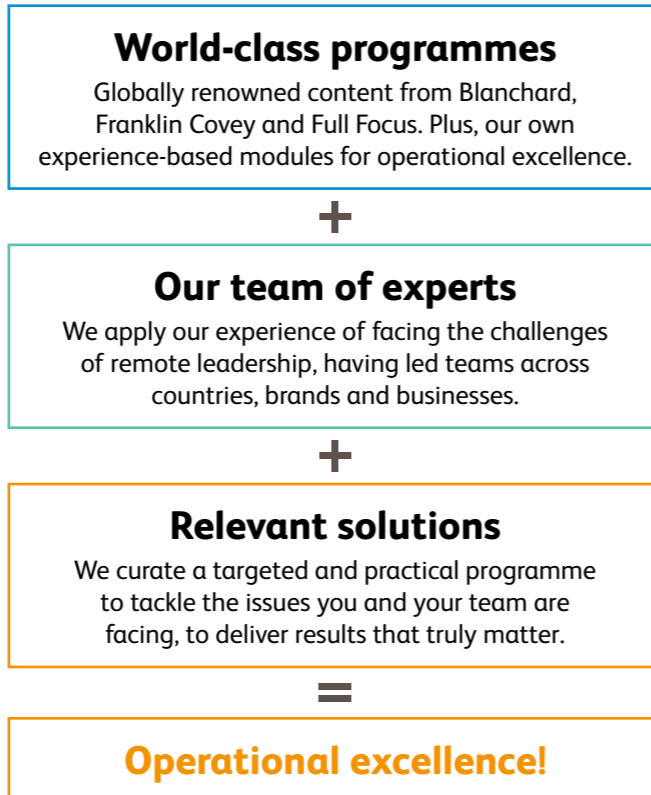 World-class programmes
Globally renowned content from Blanchard,
Franklin Covey and Full Focus. Plus, our own
experience-based modules for operational excellence.
+
Our team of experts
We apply our experience of facing the challenges
of remote leadership, having led teams across
countries, brands and businesses.
+
Relevant solutions
We curate a targeted and practical programme
to tackle the issues you and your team are
facing, to deliver results that truly matter.
=
Operational excellence!